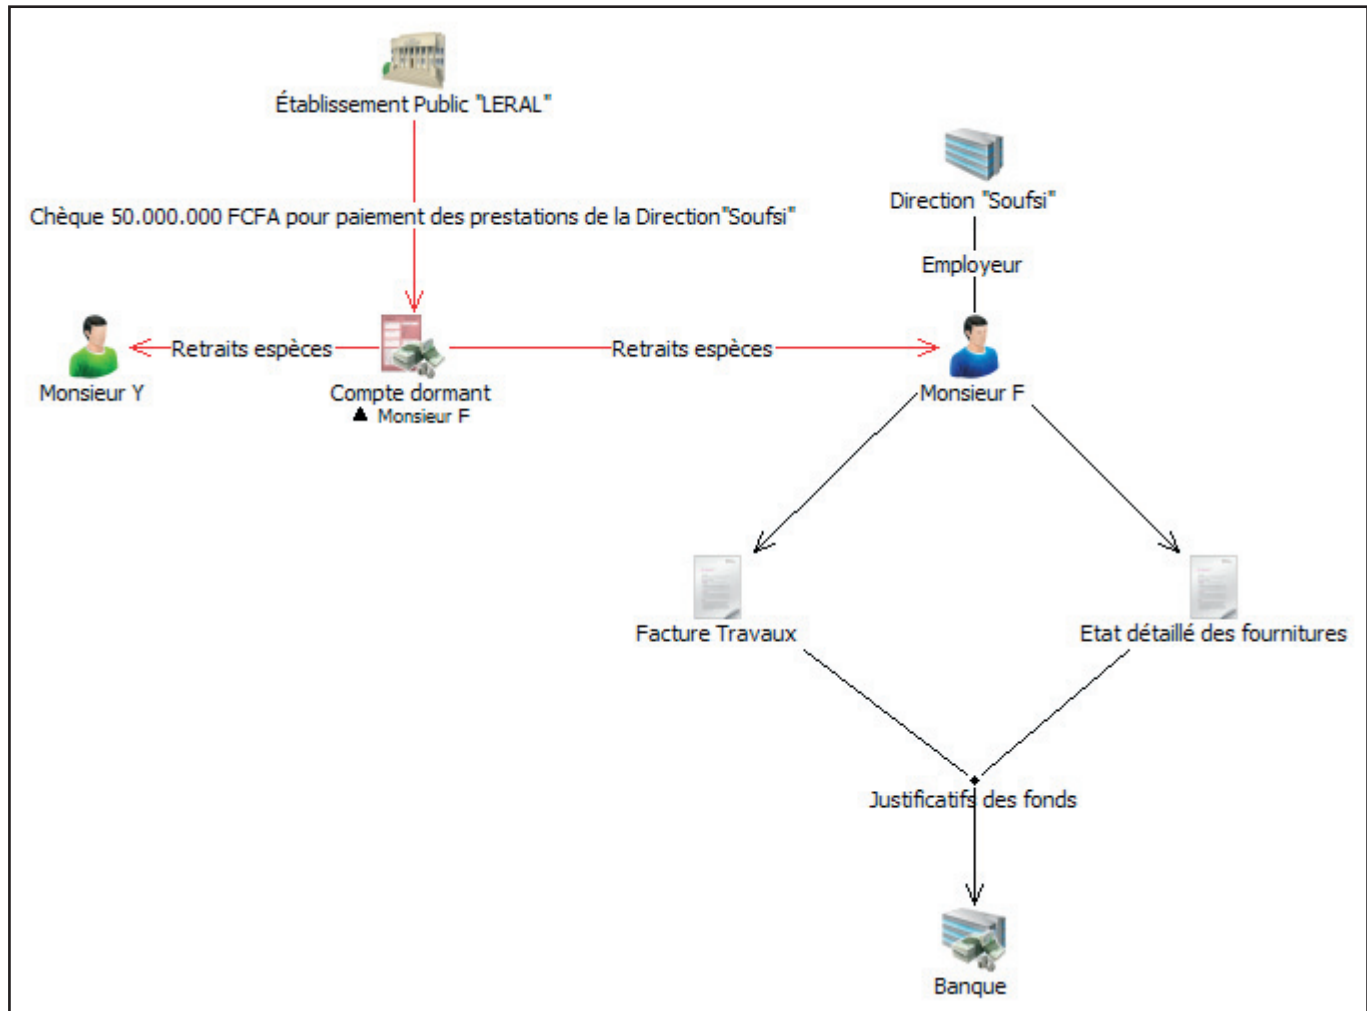 Établissement Public "LERAL"
Chèque 50.000.000 FCFA pour paiement des prestations de la Direction"Soufsi"
Direction "Soufsi"
Employeur
Retraits espèces
Retraits espèces
Monsieur Y
Compte dormant
Monsieur F
Monsieur F
Facture Travaux
Etat détaillé des fournitures
Justificatifs des fonds
Banque